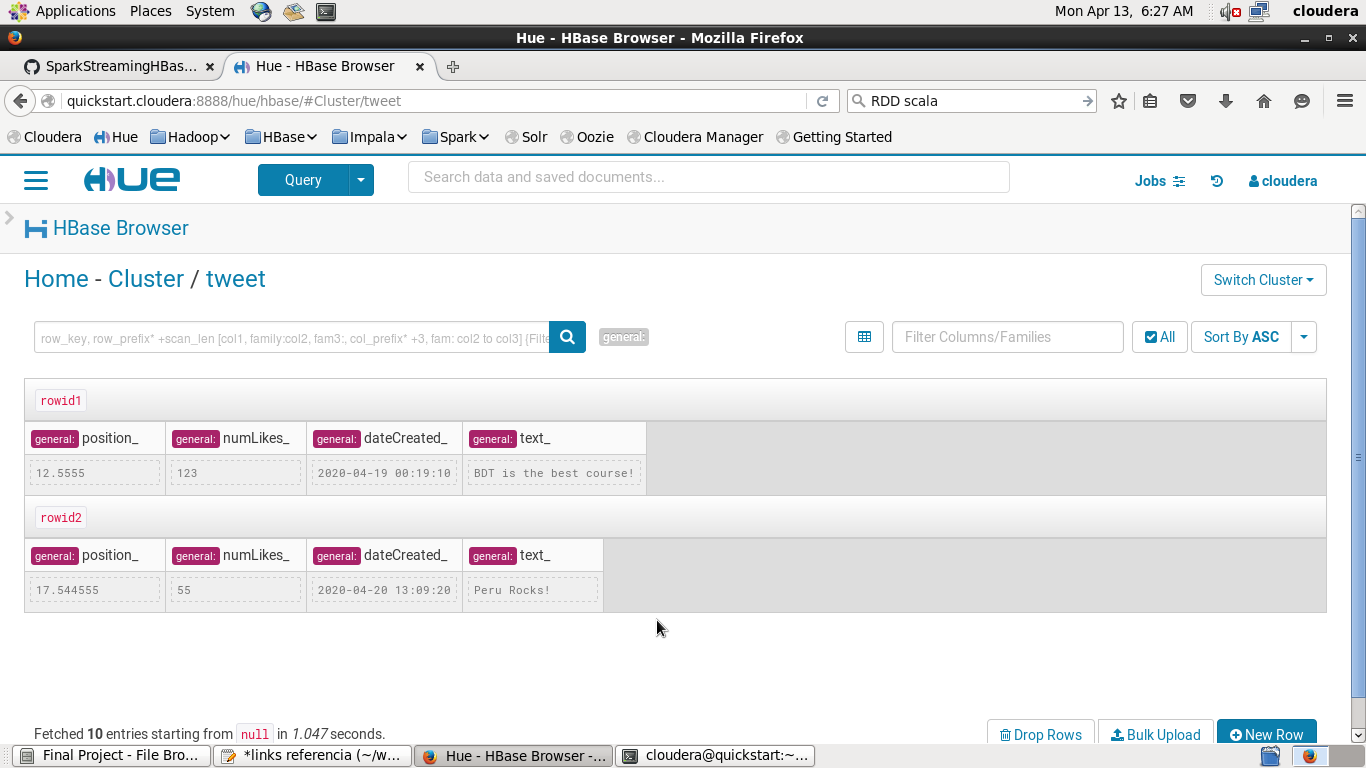 Applications Places System Mon Apr 13, 6:27 AM cloudera
Hue - HBase Browser - Mozilla Firefox
SparkStreamingHBas... Hue - HBase Browser
quickstart.cloudera:8888/hue/hbase/#Cluster/tweet RDD scala
Cloudera Hue Hadoop HBase Impala Spark Solr Oozie Cloudera Manager Getting Started
HUE Query Search data and saved documents... Jobs cloudera
HBase Browser
Home - Cluster / tweet Switch Cluster
row_key, row_prefix* +scan_len [col1, family:col2, fam3:, col_prefix* +3, fam: col2 to col3] {Filte general: Filter Columns/Families All Sort By ASC
rowid1
general: position_ general: numLikes_ general: dateCreated_ general: text_
12.5555 123 2020-04-19 00:19:10 BDT is the best course!
rowid2
general: position_ general: numLikes_ general: dateCreated_ general: text_
17.544555 55 2020-04-20 13:09:20 Peru Rocks!
Fetched 10 entries starting from null in 1.047 seconds. Drop Rows Bulk Upload New Row
Final Project - File Bro... *links referencia (~/w... Hue - HBase Browser -... cloudera@quickstart:~...